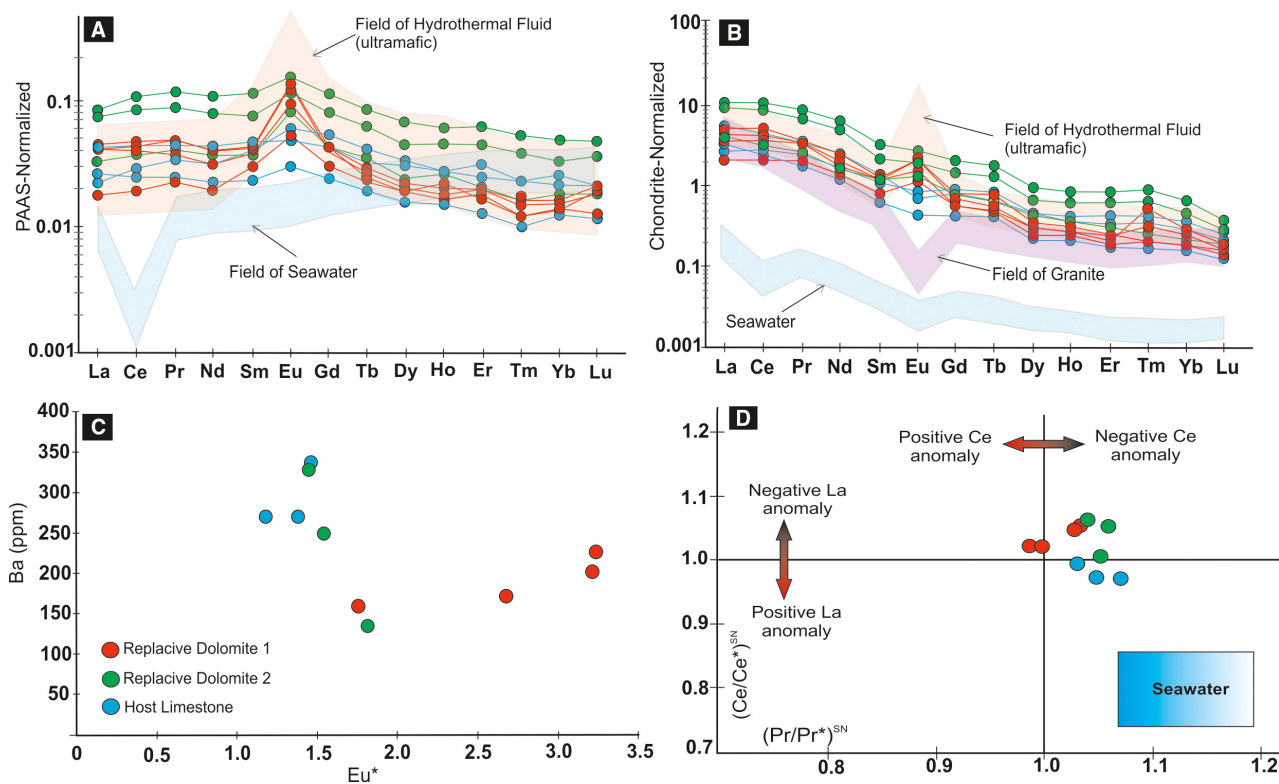 A
Field of Hydrothermal Fluid
(ultramafic)
PAAS-Normalized
0.1
0.01
0.001
Field of Seawater
La Ce Pr Nd Sm Eu Gd Tb Dy Ho Er Tm Yb Lu
B
100
10
1
0.1
0.001
Chondrite-Normalized
Field of Hydrothermal Fluid
(ultramafic)
Field of Granite
Seawater
La Ce Pr Nd Sm Eu Gd Tb Dy Ho Er Tm Yb Lu
C
400
350
300
250
200
150
100
50
Ba (ppm)
Replacive Dolomite 1
Replacive Dolomite 2
Host Limestone
0 0.5 1.0 1.5 2.0 2.5 3.0 3.5
Eu*
D
1.2
1.1
1.0
0.9
0.8
0.7
Positive Ce
anomaly
Negative Ce
anomaly
Negative La
anomaly
Positive La
anomaly
(Ce/Ce*)SN
Seawater
(Pr/Pr*)SN
0.8 0.9 1.0 1.1 1.2